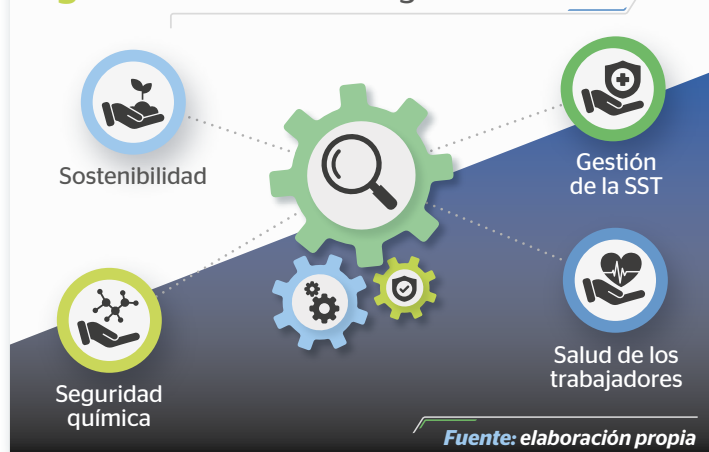 Sostenibilidad
Gestión
de la SST
Seguridad
química
Salud de los
trabajadores
Fuente: elaboración propia